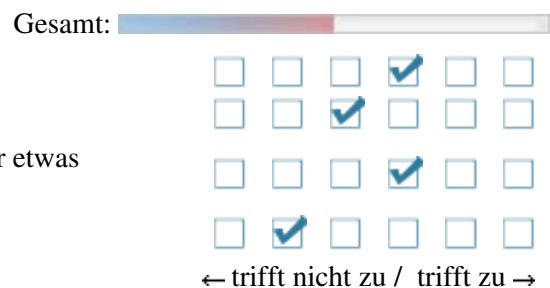 Gesamt:
etwas
← trifft nicht zu / trifft zu →